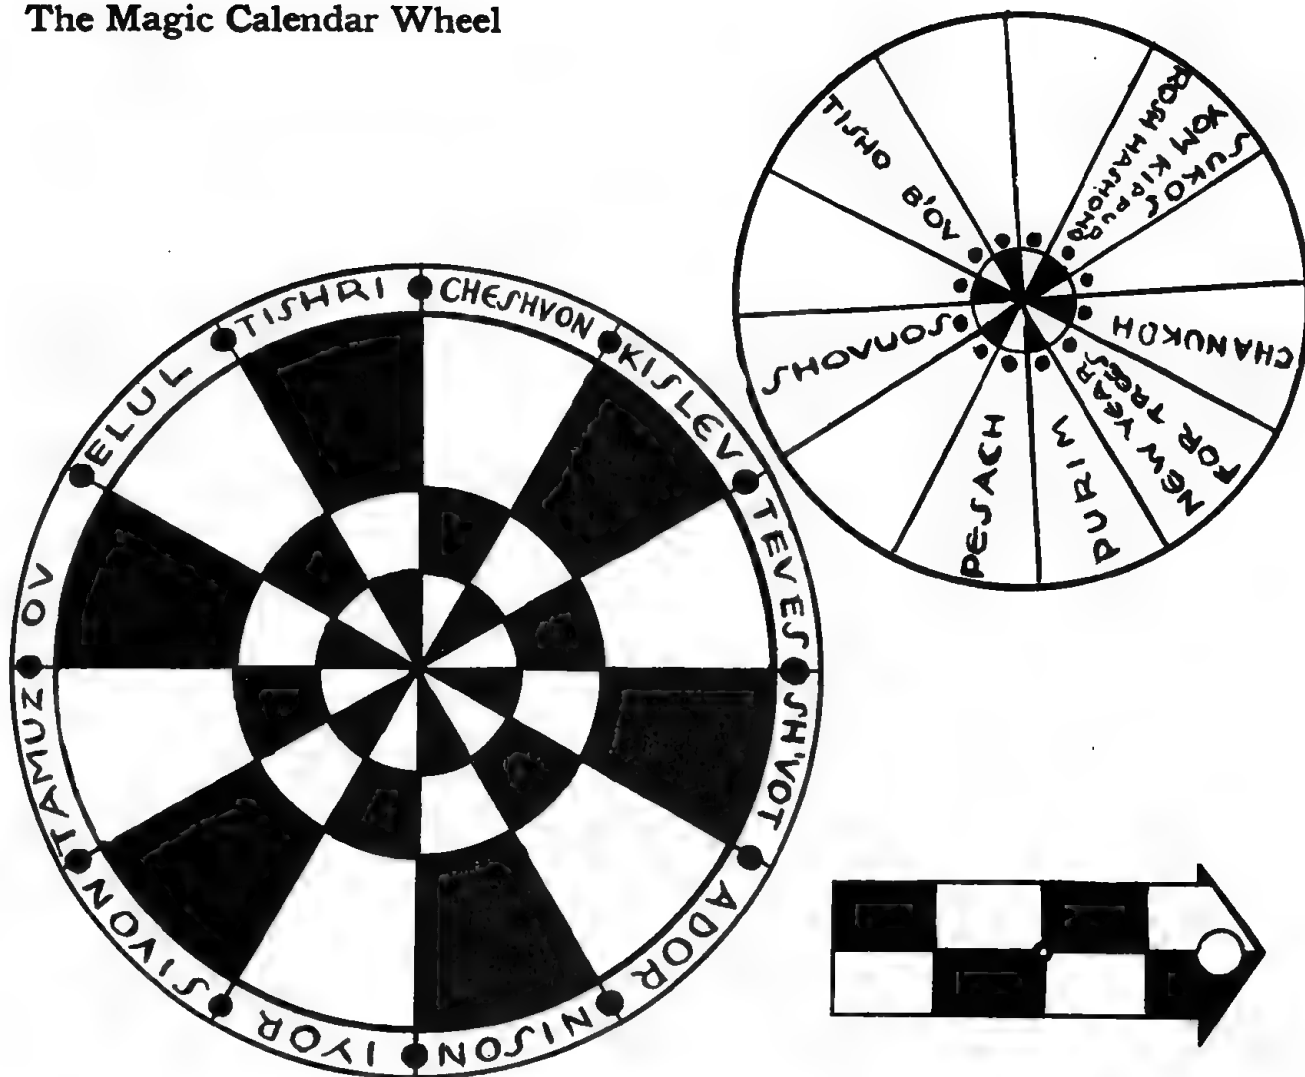 The Magic Calendar Wheel
TISHRI
CHESHVON
KISLEV
TEVES
SH'VOT
ADOR
NISON
IYOR
SIVON
TAMUZ
OV
ELUL
ROSH HASHONO
YOM KIPPUR
SUKOS
CHANUKOH
NEW YEAR
FOR TREES
PURIM
PESACH
SHOVUOS
TISHO B'OV